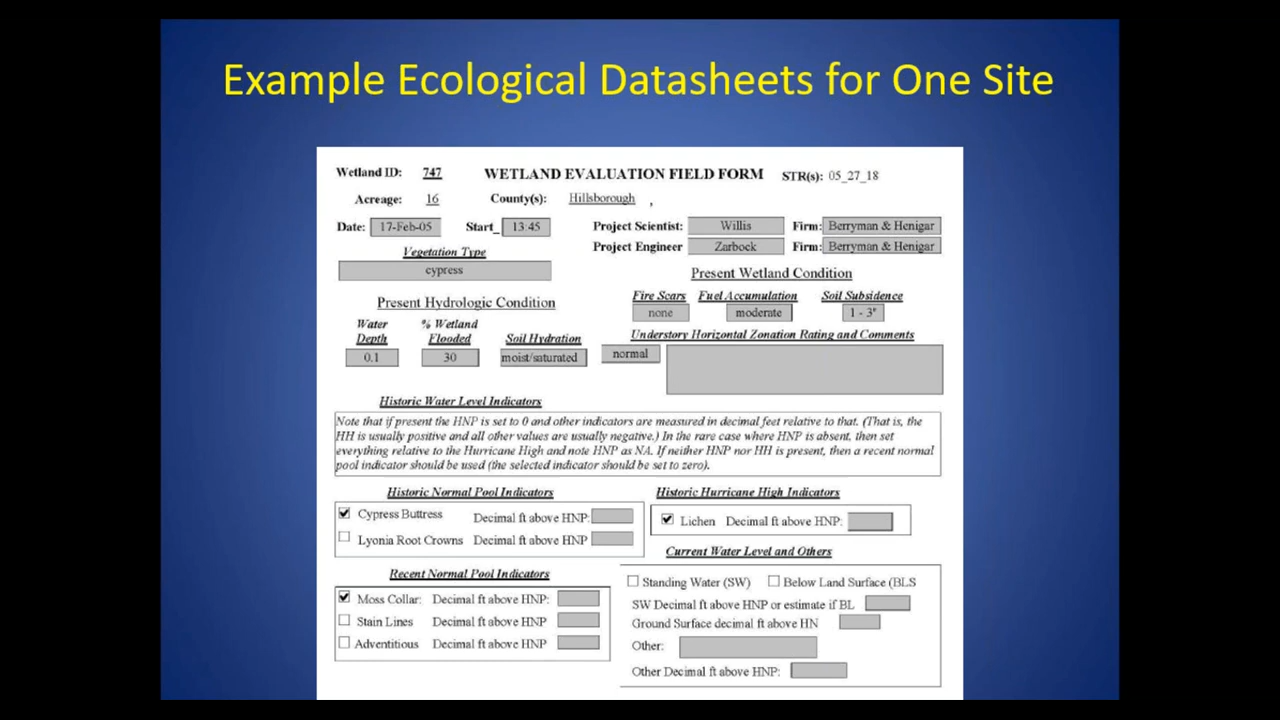 Example Ecological Datasheets for One Site
Wetland ID: 747 WETLAND EVALUATION FIELD FORM STR(s): 05_27_18
Acreage: 16 County(s): Hillsborough ,
Date: 17-Feb-05 Start_ 13:45 Project Scientist: Willis Firm: Berryman & Henigar
Project Engineer Zarbock Firm: Berryman & Henigar
Vegetation Type
cypress
Present Wetland Condition
Fire Scars Fuel Accumulation Soil Subsidence
none moderate 1 - 3"
Present Hydrologic Condition
Water Depth % Wetland Flooded Soil Hydration
0.1 30 moist/saturated
Understory Horizontal Zonation Rating and Comments
normal
Historic Water Level Indicators
Note that if present the HNP is set to 0 and other indicators are measured in decimal feet relative to that. (That is, the
HH is usually positive and all other values are usually negative.) In the rare case where HNP is absent, then set
everything relative to the Hurricane High and note HNP as NA. If neither HNP nor HH is present, then a recent normal
pool indicator should be used (the selected indicator should be set to zero).
Historic Normal Pool Indicators
Cypress Buttress Decimal ft above HNP:
Lyonia Root Crowns Decimal ft above HNP
Historic Hurricane High Indicators
Lichen Decimal ft above HNP:
Recent Normal Pool Indicators
Moss Collar: Decimal ft above HNP:
Stain Lines Decimal ft above HNP
Adventitious Decimal ft above HNP
Current Water Level and Others
Standing Water (SW) Below Land Surface (BLS
SW Decimal ft above HNP or estimate if BL
Ground Surface decimal ft above HN
Other:
Other Decimal ft above HNP: